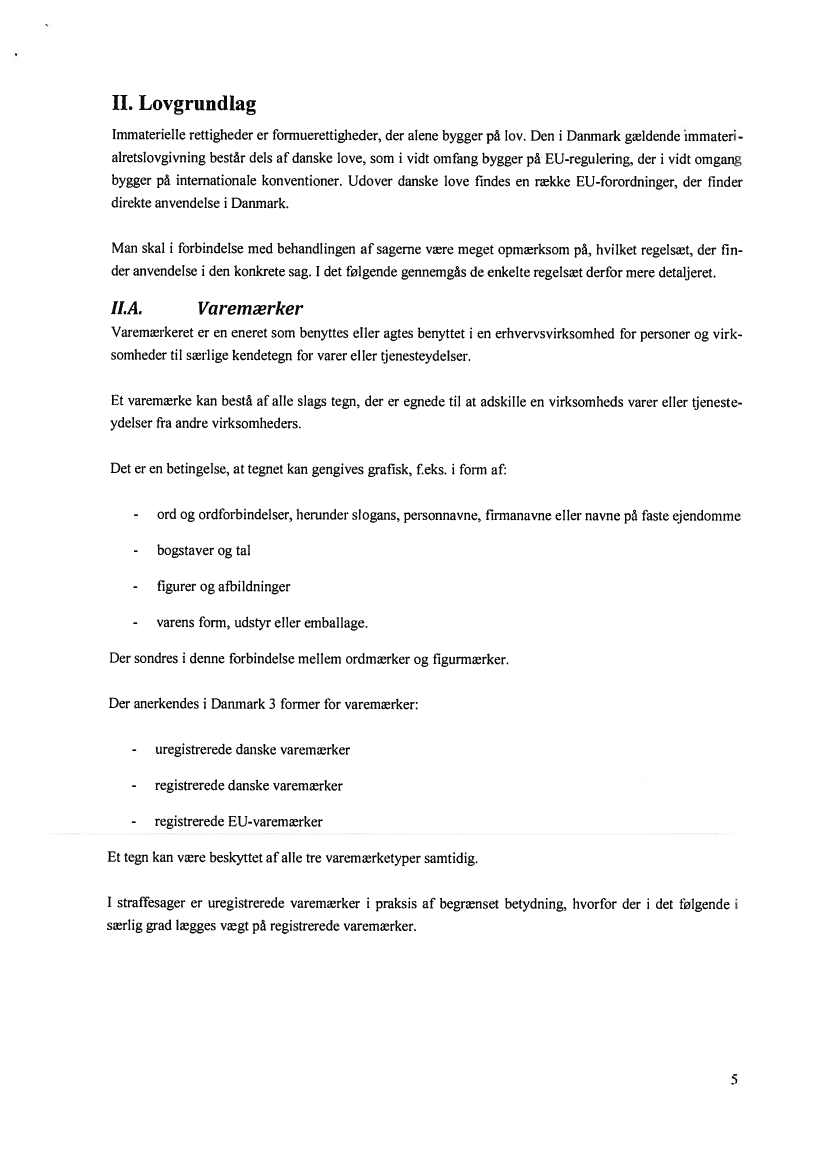 II. Lovgrundlag
Immaterielle rettigheder er formuerettigheder, der alene bygger på lov. Den i Danmark gældende immateri-
alretslovgivning består dels af danske love, som i vidt omfang bygger på EU-regulering, der i vidt omgang
bygger på internationale konventioner. Udover danske love findes en række EU-forordninger, der finder
direkte anvendelse i Danmark.
Man skal i forbindelse med behandlingen af sagerne være meget opmærksom på, hvilket regelsæt, der fin-
der anvendelse i den konkrete sag. I det følgende gennemgås de enkelte regelsæt derfor mere detaljeret.
II.A. Varemærker
Varemærkeret er en eneret som benyttes eller agtes benyttet i en erhvervsvirksomhed for personer og virk-
somheder til særlige kendetegn for varer eller tjenesteydelser.
Et varemærke kan bestå af alle slags tegn, der er egnede til at adskille en virksomheds varer eller tjeneste-
ydelser fra andre virksomheders.
Det er en betingelse, at tegnet kan gengives grafisk, f.eks. i form af:
- ord og ordforbindelser, herunder slogans, personnavne, firmanavne eller navne på faste ejendomme
- bogstaver og tal
- figurer og afbildninger
- varens form, udstyr eller emballage.
Der sondres i denne forbindelse mellem ordmærker og figurmærker.
Der anerkendes i Danmark 3 former for varemærker:
- uregistrerede danske varemærker
- registrerede danske varemærker
- registrerede EU-varemærker
Et tegn kan være beskyttet af alle tre varemærketyper samtidig.
I straffesager er uregistrerede varemærker i praksis af begrænset betydning, hvorfor der i det følgende i
særlig grad lægges vægt på registrerede varemærker.
5